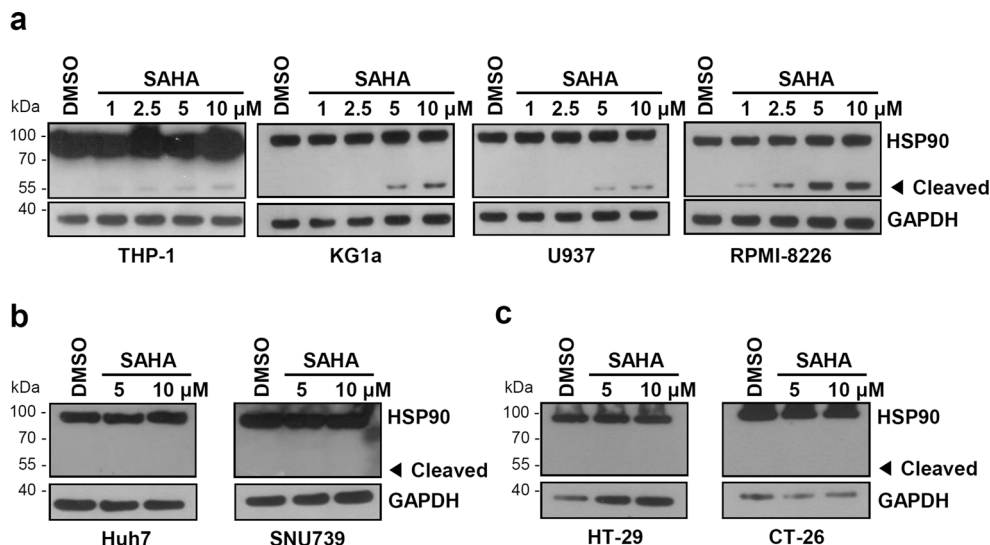 a
DMSO SAHA DMSO SAHA DMSO SAHA DMSO SAHA
kDa 1 2.5 5 10 µM 1 2.5 5 10 µM 1 2.5 5 10 µM 1 2.5 5 10 µM
100 - HSP90
70 -
55 - ◄ Cleaved
40 - GAPDH
THP-1 KG1a U937 RPMI-8226
b
DMSO SAHA DMSO SAHA
kDa 5 10 µM 5 10 µM
100 - HSP90
70 -
55 - ◄ Cleaved
40 - GAPDH
Huh7 SNU739
c
DMSO SAHA DMSO SAHA
kDa 5 10 µM 5 10 µM
100 - HSP90
70 -
55 - ◄ Cleaved
40 - GAPDH
HT-29 CT-26